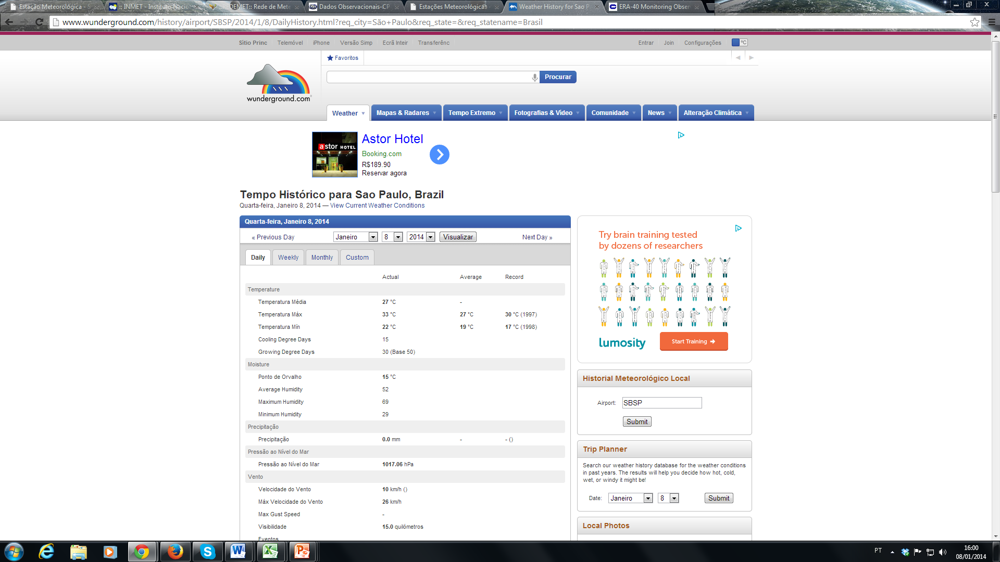 Estação Meteorológica - S
:: INMET - Instituto Nacio
DEMET:: Rede de Mete
Dados Observacionais-CP
Estações Meteorológicas -
Weather History for Sao P
ERA-40 Monitoring Obser
www.wunderground.com/history/airport/SBSP/2014/1/8/DailyHistory.html?req_city=São+Paulo&req_state=&req_statename=Brasil
Sítio Princ Telemóvel iPhone Versão Simp Ecrã Inteir Transferênc Entrar Join Configurações °C
Favoritos
Procurar
wunderground.com
Weather Mapas & Radares Tempo Extremo Fotografias & Vídeo Comunidade News Alteração Climática
astor HOTEL
Astor Hotel
Booking.com
R$189.90
Reservar agora
Tempo Histórico para Sao Paulo, Brazil
Quarta-feira, Janeiro 8, 2014 — View Current Weather Conditions
Quarta-feira, Janeiro 8, 2014
« Previous Day Janeiro 8 2014 Visualizar Next Day »
Daily Weekly Monthly Custom
Actual Average Record
Temperature
Temperatura Média 27 °C -
Temperatura Máx 33 °C 27 °C 30 °C (1997)
Temperatura Mín 22 °C 19 °C 17 °C (1998)
Cooling Degree Days 15
Growing Degree Days 30 (Base 50)
Moisture
Ponto de Orvalho 15 °C
Average Humidity 52
Maximum Humidity 69
Minimum Humidity 29
Precipitação
Precipitação 0.0 mm - - ()
Pressão ao Nível do Mar
Pressão ao Nível do Mar 1017.06 hPa
Vento
Velocidade do Vento 10 km/h ()
Máx Velocidade do Vento 26 km/h
Max Gust Speed -
Visibilidade 15.0 quilómetros
Eventos
Try brain training tested
by dozens of researchers
lumosity Start Training
Historial Meteorológico Local
Airport: SBSP
Submit
Trip Planner
Search our weather history database for the weather conditions
in past years. The results will help you decide how hot, cold,
wet, or windy it might be!
Date: Janeiro 8 Submit
Local Photos
PT
16:00
08/01/2014